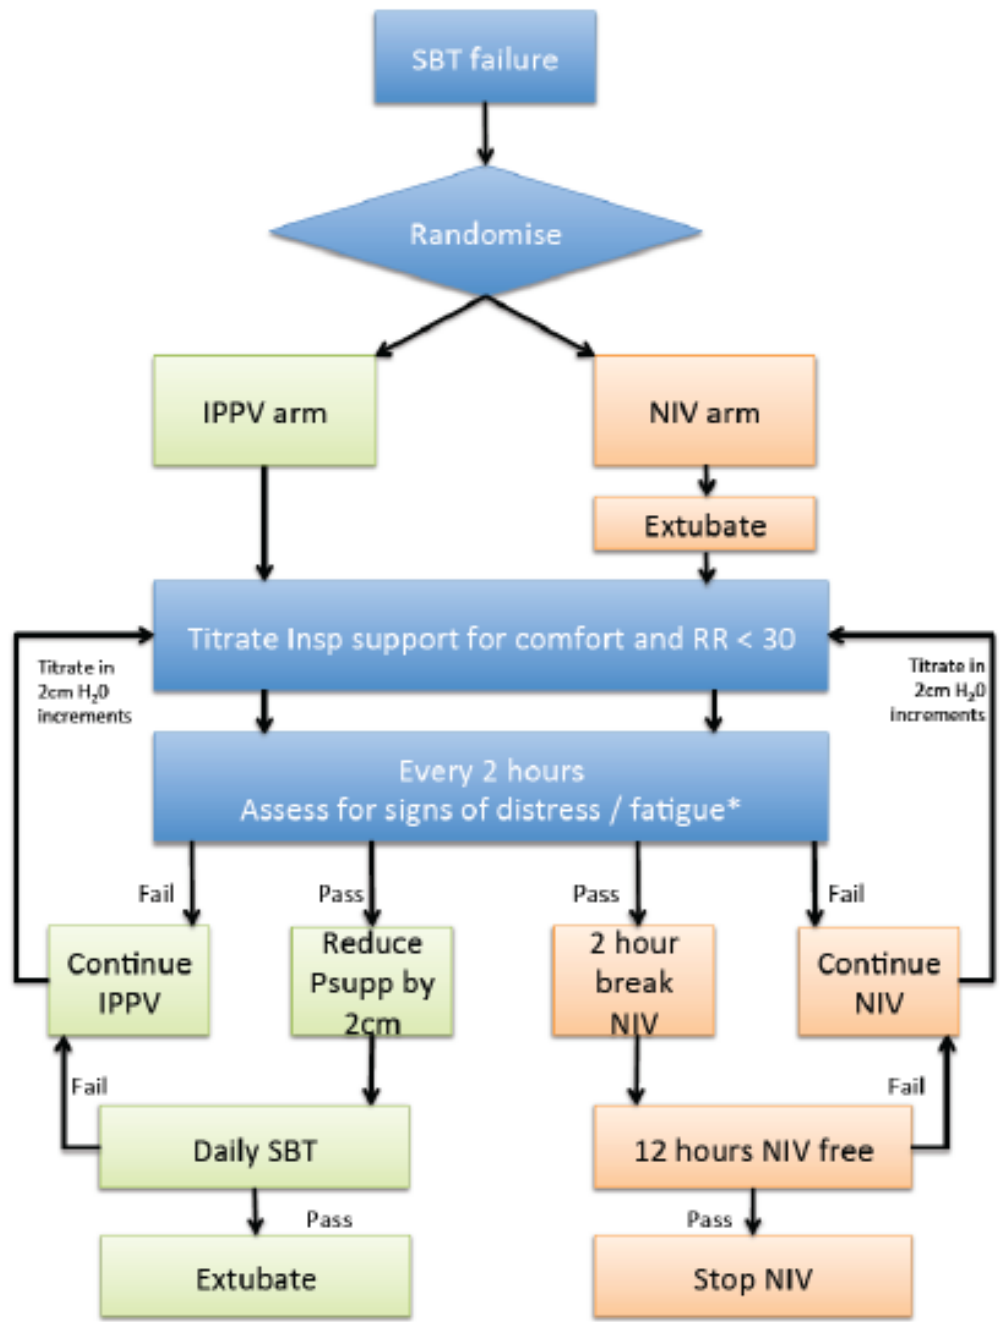 SBT failure
Randomise
IPPV arm
NIV arm
Extubate
Titrate Insp support for comfort and RR < 30
Titrate in
2cm H₂0
increments
Titrate in
2cm H₂0
increments
Every 2 hours
Assess for signs of distress / fatigue*
Fail
Pass
Pass
Fail
Continue
IPPV
Reduce
Psupp by
2cm
2 hour
break
NIV
Continue
NIV
Fail
Fail
Daily SBT
12 hours NIV free
Pass
Pass
Extubate
Stop NIV